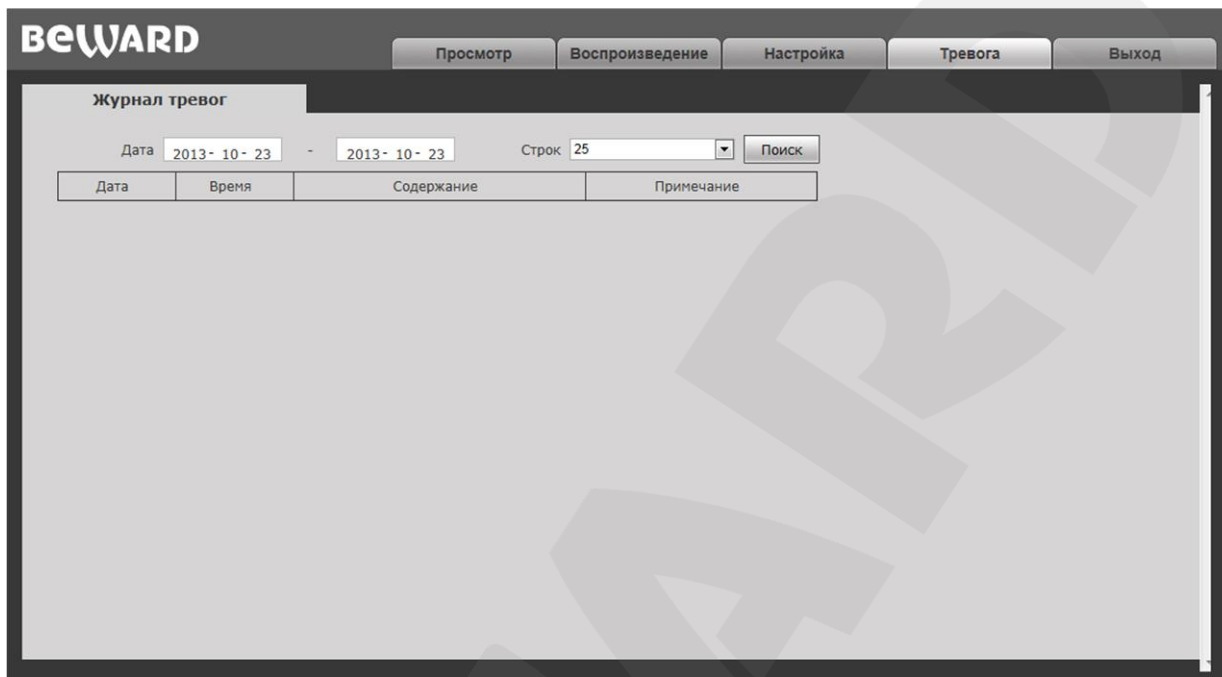 BEWARD
Просмотр Воспроизведение Настройка Тревога Выход
Журнал тревог
Дата 2013- 10- 23 - 2013- 10- 23 Строк 25 Поиск
Дата Время Содержание Примечание